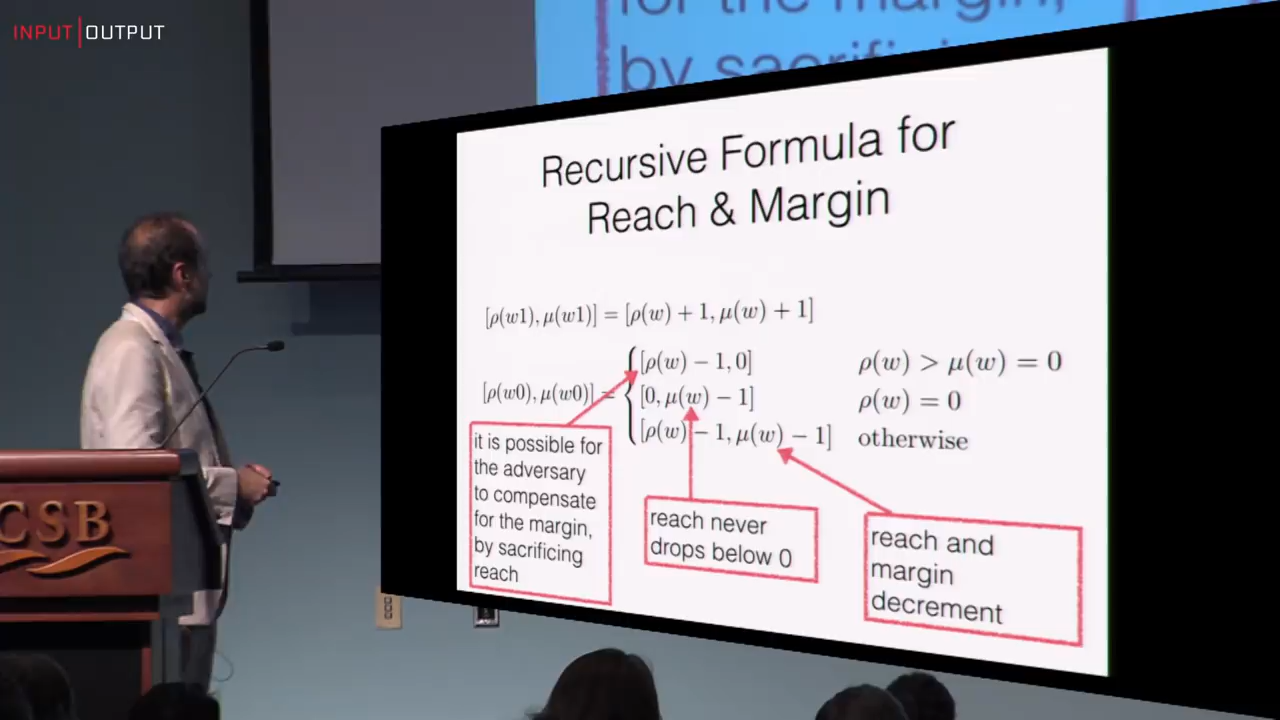 INPUT|OUTPUT
for the margin,
Recursive Formula for
Reach & Margin
[ρ(w1), μ(w1)] = [ρ(w) + 1, μ(w) + 1]
[ρ(w0), μ(w0)] =
[ρ(w) − 1, 0] ρ(w) > μ(w) = 0
[0, μ(w) − 1] ρ(w) = 0
[ρ(w) − 1, μ(w) − 1] otherwise
it is possible for
the adversary
to compensate
for the margin,
by sacrificing
reach
reach never
drops below 0
reach and
margin
decrement
CSB